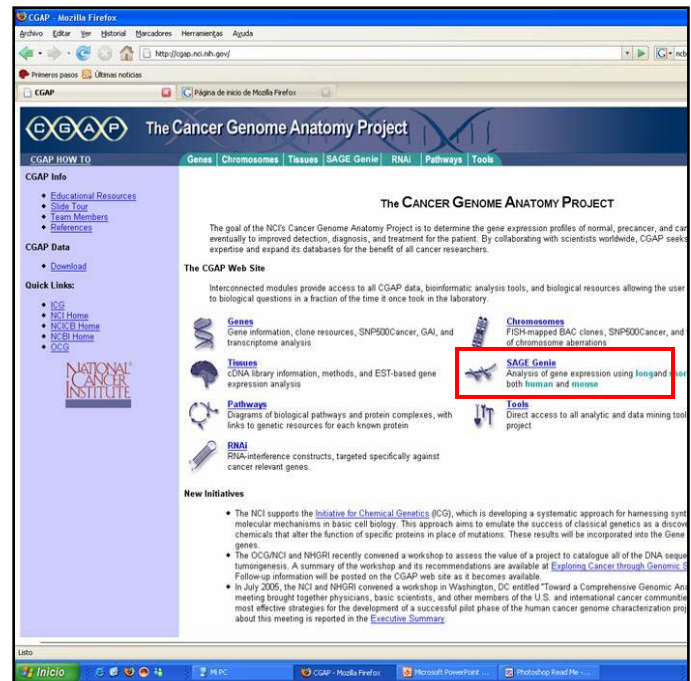 CGAP - Mozilla Firefox
Archivo Editar Ver Historial Marcadores Herramientas Ayuda
http://cgap.nci.nih.gov/
Primeros pasos Últimas noticias
CGAP Página de inicio de Mozilla Firefox
CGAP The Cancer Genome Anatomy Project
CGAP HOW TO Genes Chromosomes Tissues SAGE Genie RNAi Pathways Tools
CGAP Info
Educational Resources
Slide Tour
Team Members
References
CGAP Data
Download
Quick Links:
ICG
NCI Home
NCICB Home
NCBI Home
OCG
NATIONAL
CANCER
INSTITUTE
The CANCER GENOME ANATOMY PROJECT
The goal of the NCI's Cancer Genome Anatomy Project is to determine the gene expression profiles of normal, precancer, and can
eventually to improved detection, diagnosis, and treatment for the patient. By collaborating with scientists worldwide, CGAP seeks
expertise and expand its databases for the benefit of all cancer researchers.
The CGAP Web Site
Interconnected modules provide access to all CGAP data, bioinformatic analysis tools, and biological resources allowing the user
to biological questions in a fraction of the time it once took in the laboratory.
Genes
Gene information, clone resources, SNP500Cancer, GAI, and
transcriptome analysis
Chromosomes
FISH-mapped BAC clones, SNP500Cancer, and
of chromosome aberrations
Tissues
cDNA library information, methods, and EST-based gene
expression analysis
SAGE Genie
Analysis of gene expression using long and
both human and mouse
Pathways
Diagrams of biological pathways and protein complexes, with
links to genetic resources for each known protein
Tools
Direct access to all analytic and data mining tool
project
RNAi
RNA-interference constructs, targeted specifically against
cancer relevant genes.
New Initiatives
The NCI supports the Initiative for Chemical Genetics (ICG), which is developing a systematic approach for harnessing synt
molecular mechanisms in basic cell biology. This approach aims to emulate the success of classical genetics as a discove
chemicals that alter the function of specific proteins in place of mutations. These results will be incorporated into the Gene
genes.
The OCG/NCI and NHGRI recently convened a workshop to assess the value of a project to catalogue all of the DNA seque
tumorigenesis. A summary of the workshop and its recommendations are available at Exploring Cancer through Genomic S
Follow-up information will be posted on the CGAP web site as it becomes available.
In July 2005, the NCI and NHGRI convened a workshop in Washington, DC entitled "Toward a Comprehensive Genomic Ana
meeting brought together physicians, basic scientists, and other members of the U.S. and international cancer communitie
most effective strategies for the development of a successful pilot phase of the human cancer genome characterization proj
about this meeting is reported in the Executive Summary.
Listo
Inicio Mi PC CGAP - Mozilla Firefox Microsoft PowerPoint ... Photoshop Read Me -...